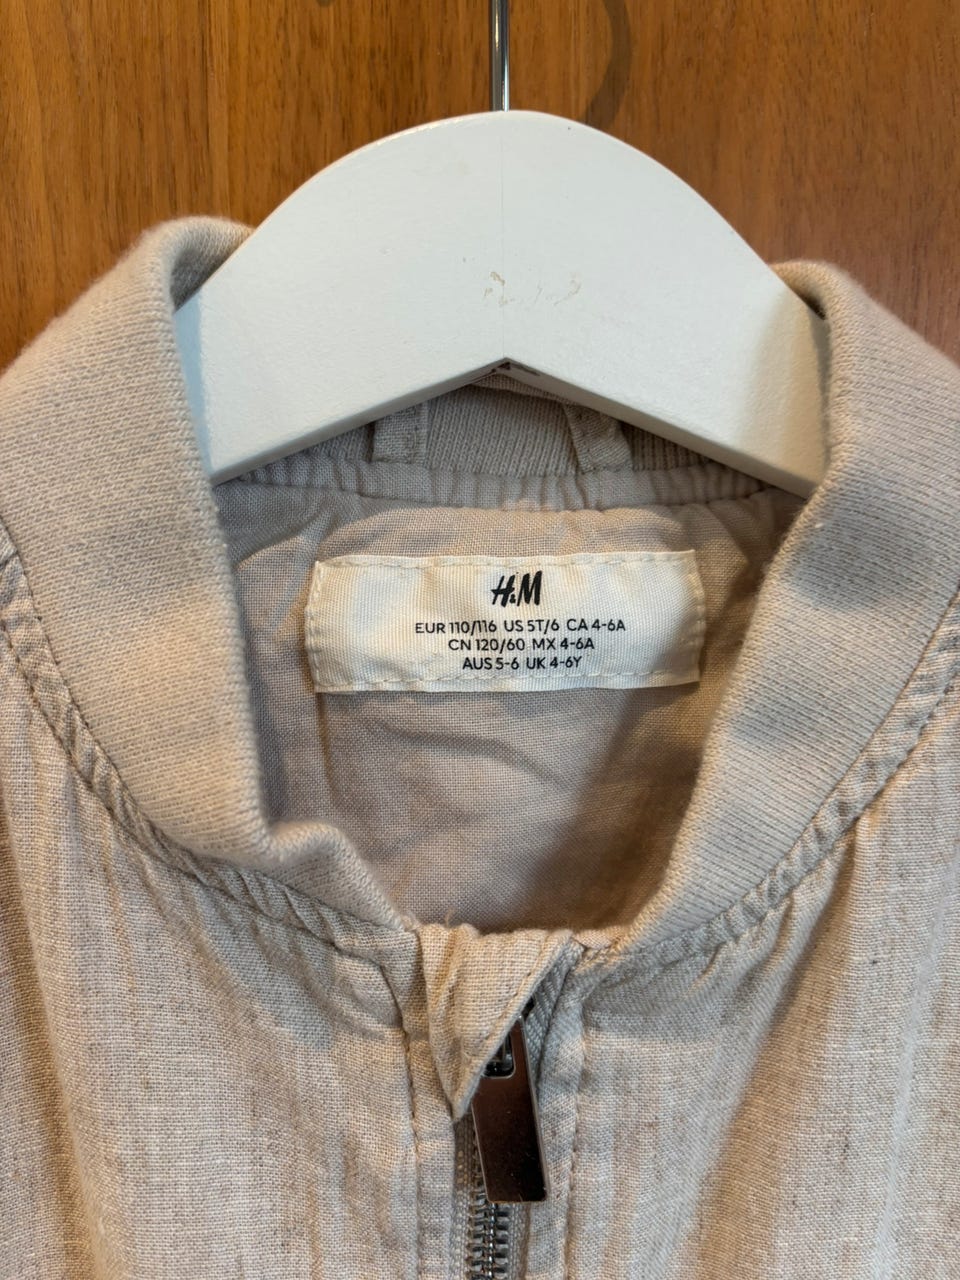 H&M
EUR 110/116 US 5T/6 CA 4-6A
CN 120/60 MX 4-6A
AUS 5-6 UK 4-6Y